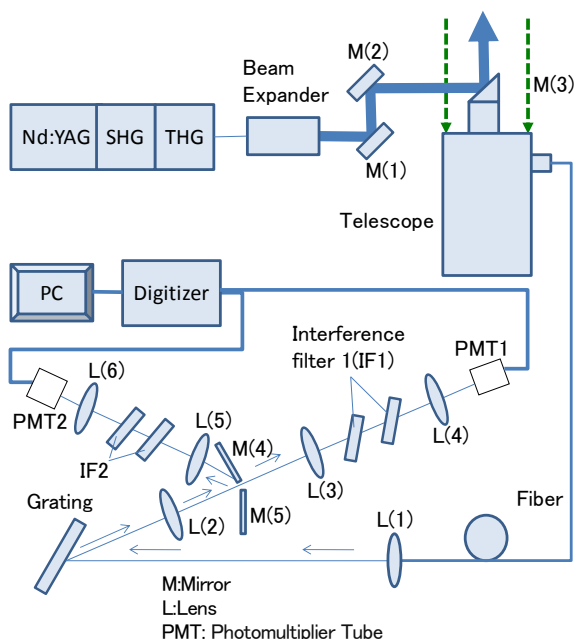 M(2)
Beam
Expander
M(3)
Nd:YAG
SHG
THG
M(1)
Telescope
PC
Digitizer
Interference
filter 1(IF1)
PMT1
L(6)
PMT2
L(5)
M(4)
L(4)
IF2
L(3)
Grating
L(2)
M(5)
L(1)
Fiber
M:Mirror
L:Lens
PMT: Photomultiplier Tube